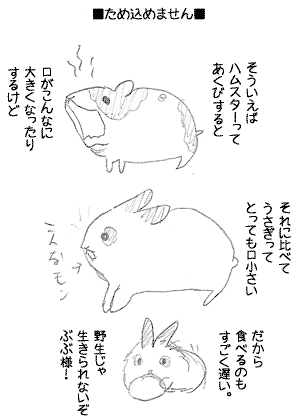 ■ため込めません■
そういえば
ハムスターって
あくびすると
口がこんなに
大きくなったり
するけど
それに比べて
うさぎって
とっても口小さい
こんなモン
だから
食べるのも
すごく遅い。
野生じゃ
生きられないぞ
ぶぶ様!